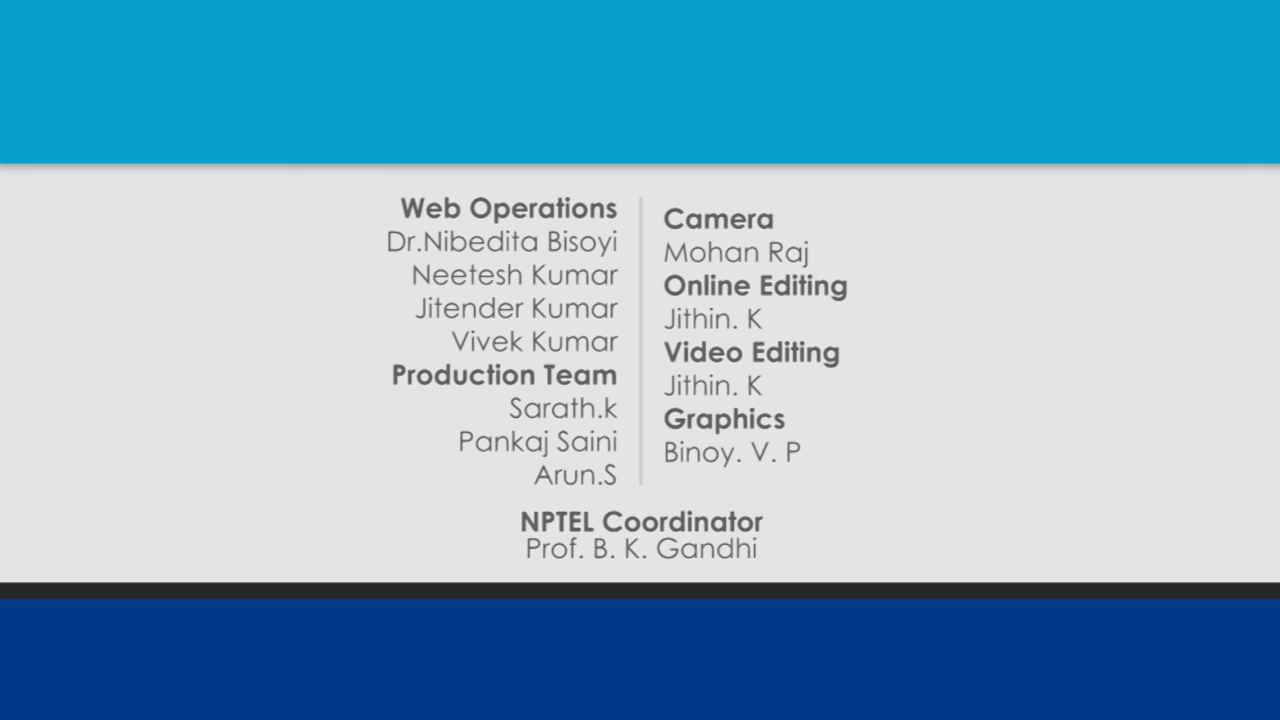 Web Operations
Dr.Nibedita Bisoyi
Neetesh Kumar
Jitender Kumar
Vivek Kumar
Production Team
Sarath.k
Pankaj Saini
Arun.S
Camera
Mohan Raj
Online Editing
Jithin. K
Video Editing
Jithin. K
Graphics
Binoy. V. P
NPTEL Coordinator
Prof. B. K. Gandhi